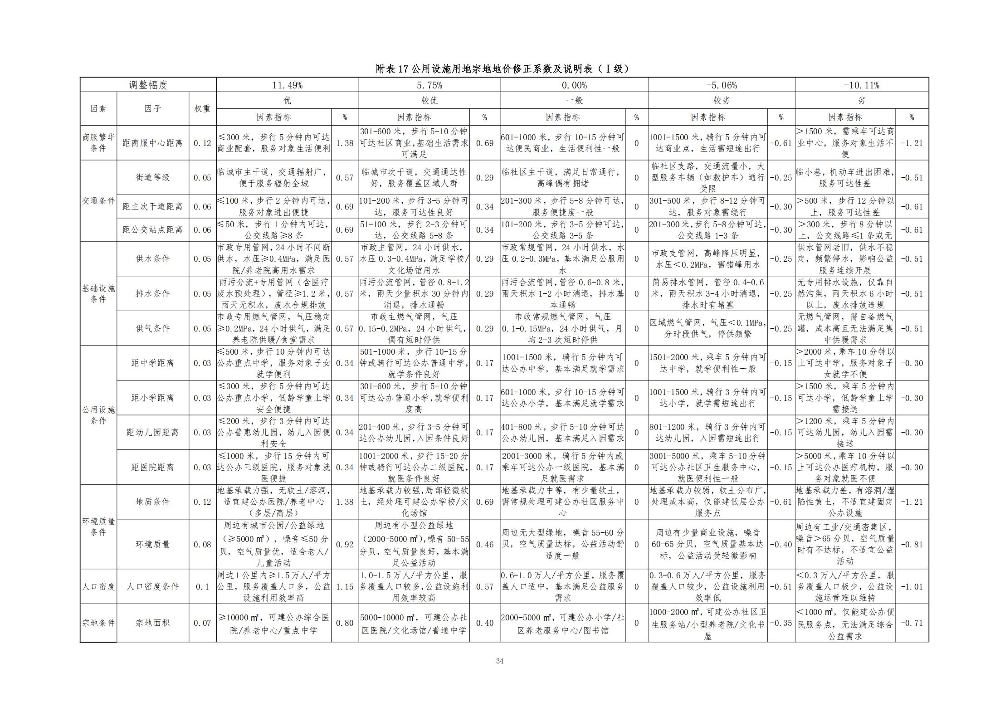 附表 17 公用设施用地宗地地价修正系数及说明表（Ⅰ级）
调整幅度 11.49% 5.75% 0.00% -5.06% -10.11%
因素 因子 权重 优 较优 一般 较劣 劣
因素指标 % 因素指标 % 因素指标 % 因素指标 % 因素指标 %
商服繁华条件 距商服中心距离 0.12 ≤300 米，步行 5 分钟内可达商业配套，服务对象生活便利 1.38 301-600 米，步行 5-10 分钟可达社区商业，基础生活需求可满足 0.69 601-1000 米，步行 10-15 分钟可达便民商业，生活便利性一般 0 1001-1500 米，骑行 5 分钟内可达商业点，生活需短途出行 -0.61 ＞1500 米，需乘车可达商业中心，服务对象生活不便 -1.21
交通条件 街道等级 0.05 临城市主干道，交通辐射广，便于服务辐射全城 0.57 临城市次干道，交通通达性好，服务覆盖区域人群 0.29 临社区主干道，满足日常通行，高峰偶有拥堵 0 临社区支路，交通流量小，大型服务车辆（如救护车）通行受限 -0.25 临小巷，机动车进出困难，服务可达性差 -0.51
距主次干道距离 0.06 ≤100 米，步行 2 分钟内可达，服务对象进出便捷 0.69 101-200 米，步行 3-5 分钟可达，服务可达性良好 0.34 201-300 米，步行 5-8 分钟可达，服务便捷度一般 0 301-500 米，步行 8-12 分钟可达，服务对象需绕行 -0.30 ＞500 米，步行 12 分钟以上，服务可达性差 -0.61
距公交站点距离 0.06 ≤50 米，步行 1 分钟内可达，公交线路≥8 条 0.69 51-100 米，步行 2-3 分钟可达，公交线路 5-8 条 0.34 101-200 米，步行 3-5 分钟可达，公交线路 3-5 条 0 201-300 米，步行 5-8 分钟可达，公交线路 1-3 条 -0.30 ＞300 米，步行 8 分钟以上，公交线路≤1 条或无 -0.61
基础设施条件 供水条件 0.05 市政专用管网，24 小时不间断供水，水压≥0.4MPa，满足医院/养老院高用水需求 0.57 市政主管网，24 小时供水，水压 0.3-0.4MPa，满足学校/文化场馆用水 0.29 市政常规管网，24 小时供水，水压 0.2-0.3MPa，基本满足公服用水 0 市政支管网，高峰降压明显，水压＜0.2MPa，需错峰用水 -0.25 供水管网老旧，供水不稳定，频繁停水，影响公益服务连续开展 -0.51
排水条件 0.05 雨污分流+专用管网（含医疗废水预处理），管径≥1.2 米，雨天无积水，废水合规排放 0.57 雨污分流管网，管径 0.8-1.2 米，雨天少量积水 30 分钟内消退，排水通畅 0.29 雨污合流管网，管径 0.6-0.8 米，雨天积水 1-2 小时消退，排水基本通畅 0 简易排水管网，管径 0.4-0.6 米，雨天积水 3-4 小时消退，排水时有堵塞 -0.25 无专用排水设施，仅靠自然沟渠，雨天积水 6 小时以上，废水排放违规 -0.51
供气条件 0.05 市政专用燃气管网，气压稳定≥0.2MPa，24 小时供气，满足养老院供暖/食堂需求 0.57 市政主燃气管网，气压 0.15-0.2MPa，24 小时供气，偶有短时停供 0.29 市政常规燃气管网，气压 0.1-0.15MPa，24 小时供气，月均 2-3 次短时停供 0 区域燃气管网，气压＜0.1MPa，分时段供气，停供频繁 -0.25 无燃气管网，需自备燃气罐，成本高且无法满足集中供暖需求 -0.51
公用设施条件 距中学距离 0.03 ≤500 米，步行 10 分钟内可达公办重点中学，服务对象子女就学便利 0.34 501-1000 米，步行 10-15 分钟或骑行可达公办普通中学，就学条件良好 0.17 1001-1500 米，骑行 5 分钟内可达公办中学，基本满足就学需求 0 1501-2000 米，乘车 5 分钟内可达中学，就学便利性一般 -0.15 ＞2000 米，乘车 10 分钟以上可达中学，服务对象子女就学不便 -0.30
距小学距离 0.03 ≤300 米，步行 5 分钟内可达公办重点小学，低龄学童上学安全便捷 0.34 301-600 米，步行 5-10 分钟可达公办普通小学，就学便利度高 0.17 601-1000 米，步行 10-15 分钟可达公办小学，基本满足就学需求 0 1001-1500 米，骑行 3 分钟内可达小学，就学需短途出行 -0.15 ＞1500 米，乘车 5 分钟内可达小学，低龄学童上学需接送 -0.30
距幼儿园距离 0.03 ≤200 米，步行 3 分钟内可达公办普惠幼儿园，幼儿入园便利安全 0.34 201-400 米，步行 3-5 分钟可达公办幼儿园，入园条件良好 0.17 401-800 米，步行 5-10 分钟可达公办幼儿园，基本满足入园需求 0 801-1200 米，骑行 3 分钟内可达幼儿园，入园需短途出行 -0.15 ＞1200 米，乘车 5 分钟内可达幼儿园，幼儿入园需接送 -0.30
距医院距离 0.03 ≤1000 米，步行 15 分钟内可达公办三级医院，服务对象就医便捷 0.34 1001-2000 米，步行 15-20 分钟或骑行可达公办二级医院，就医条件良好 0.17 2001-3000 米，骑行 5 分钟内或乘车可达公办一级医院，基本满足就医需求 0 3001-5000 米，乘车 5-10 分钟可达公办社区卫生服务中心，就医便利性一般 -0.15 ＞5000 米，乘车 10 分钟以上可达公办医疗机构，服务对象就医不便 -0.30
环境质量条件 地质条件 0.12 地基承载力强，无软土/溶洞，适宜建公办医院/养老中心（多层/高层） 1.38 地基承载力较强，局部轻微软土，经处理可建公办学校/文化场馆 0.69 地基承载力中等，有少量软土，需常规处理可建公办社区服务中心 0 地基承载力较弱，软土分布广，处理成本高，仅能建低层公办服务点 -0.61 地基承载力差，有溶洞/湿陷性黄土，不适宜建固定公办设施 -1.21
环境质量 0.08 周边有城市公园/公益绿地（≥5000 ㎡），噪音≤50 分贝，空气质量优，适合老人/儿童活动 0.92 周边有小型公益绿地（2000-5000 ㎡），噪音 50-55 分贝，空气质量良好，基本满足公益活动 0.46 周边无大型绿地，噪音 55-60 分贝，空气质量达标，公益活动舒适度一般 0 周边有少量商业设施，噪音 60-65 分贝，空气质量基本达标，公益活动受轻微影响 -0.40 周边有工业/交通密集区，噪音＞65 分贝，空气质量时有不达标，不适宜公益活动 -0.81
人口密度 人口密度条件 0.1 周边 1 公里内≥1.5 万人/平方公里，服务覆盖人口多，公益设施利用效率高 1.15 1.0-1.5 万人/平方公里，服务覆盖人口较多，公益设施利用效率较高 0.57 0.6-1.0 万人/平方公里，服务覆盖人口适中，基本满足公益服务需求 0 0.3-0.6 万人/平方公里，服务覆盖人口较少，公益设施利用效率低 -0.51 ＜0.3 万人/平方公里，服务覆盖人口极少，公益设施运营难以维持 -1.01
宗地条件 宗地面积 0.07 ≥10000 ㎡，可建公办综合医院/养老中心/重点中学 0.80 5000-10000 ㎡，可建公办社区医院/文化场馆/普通中学 0.40 2000-5000 ㎡，可建公办小学/社区养老服务中心/图书馆 0 1000-2000 ㎡，可建公办社区卫生服务站/小型养老院/文化书屋 -0.35 ＜1000 ㎡，仅能建公办便民服务点，无法满足综合公益需求 -0.71
34